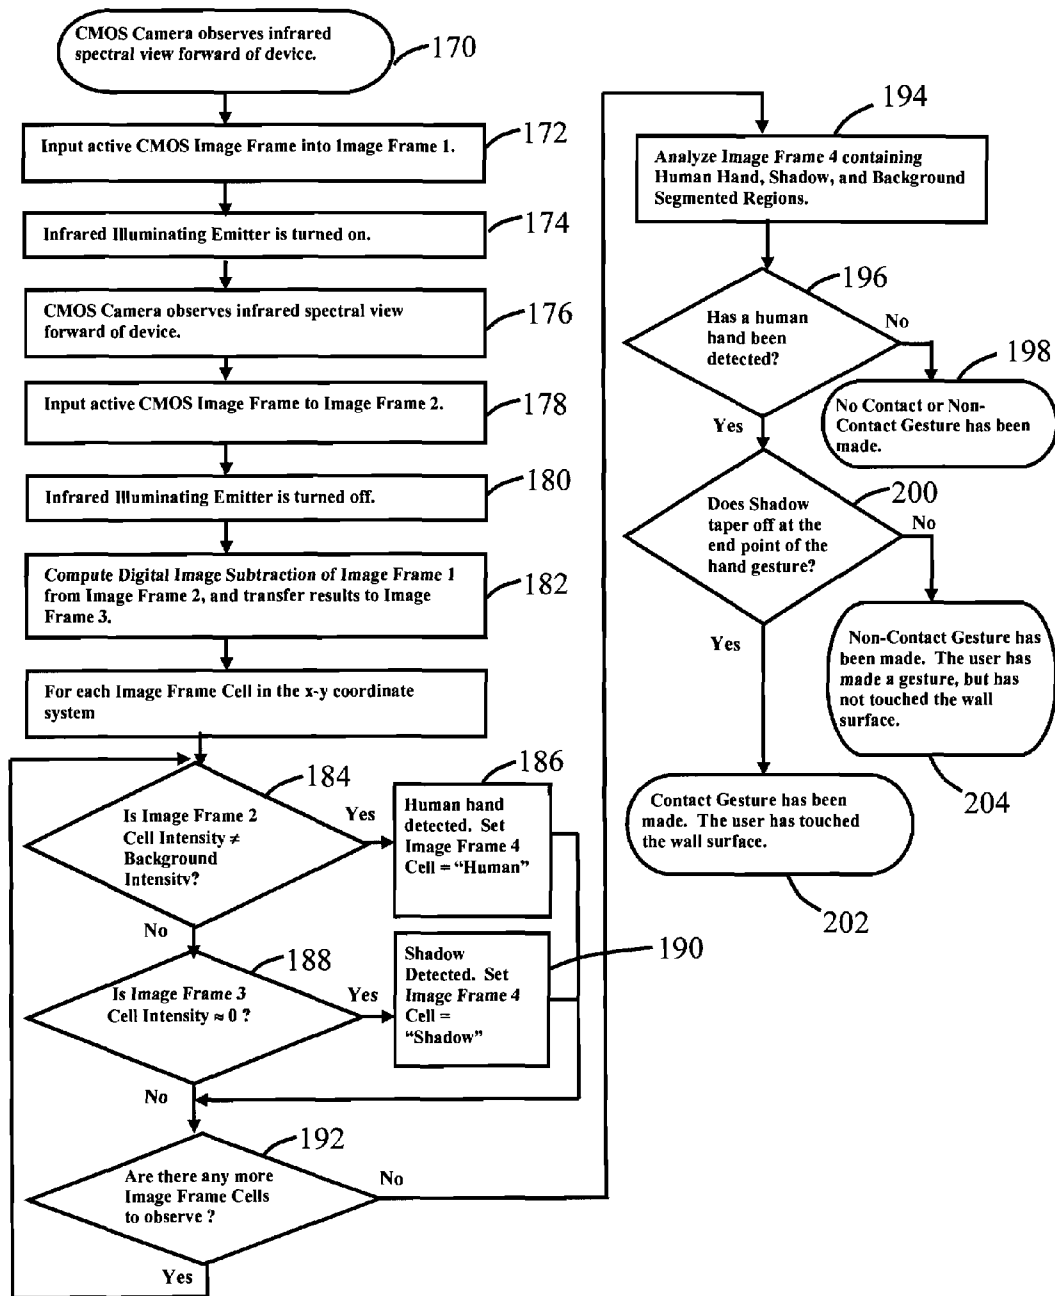 CMOS Camera observes infrared
spectral view forward of device.
170
Input active CMOS Image Frame into Image Frame 1.
172
Infrared Illuminating Emitter is turned on.
174
CMOS Camera observes infrared spectral view
forward of device.
176
Input active CMOS Image Frame to Image Frame 2.
178
Infrared Illuminating Emitter is turned off.
180
Compute Digital Image Subtraction of Image Frame 1
from Image Frame 2, and transfer results to Image
Frame 3.
182
For each Image Frame Cell in the x-y coordinate
system
184
Is Image Frame 2
Cell Intensity ≠
Background
Intensity?
Yes
No
186
Human hand
detected. Set
Image Frame 4
Cell = “Human”
188
Is Image Frame 3
Cell Intensity ≈ 0 ?
Yes
No
190
Shadow
Detected. Set
Image Frame 4
Cell =
“Shadow”
192
Are there any more
Image Frame Cells
to observe ?
No
Yes
194
Analyze Image Frame 4 containing
Human Hand, Shadow, and Background
Segmented Regions.
196
Has a human
hand been
detected?
No
Yes
198
No Contact or Non-
Contact Gesture has been
made.
200
Does Shadow
taper off at the
end point of the
hand gesture?
No
Yes
Non-Contact Gesture has
been made. The user has
made a gesture, but has
not touched the wall
surface.
204
Contact Gesture has been
made. The user has touched
the wall surface.
202